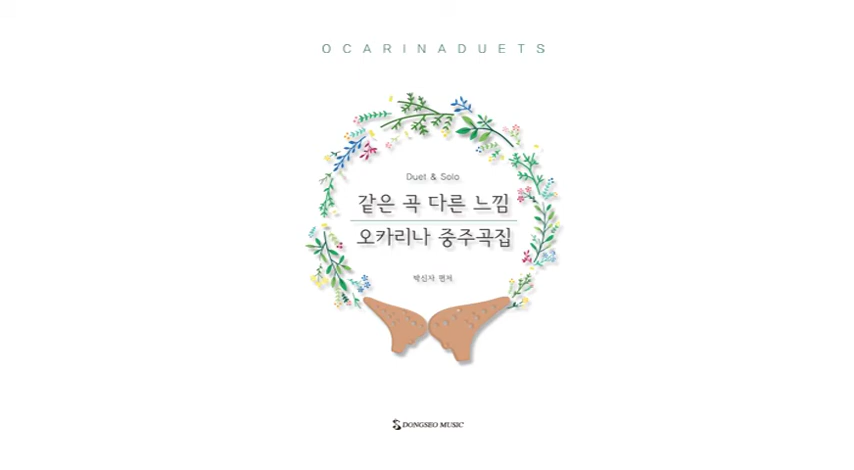 OCARINADUETS
Duet & Solo
같은 곡 다른 느낌
오카리나 중주곡집
박신자 편저
DONGSEO MUSIC